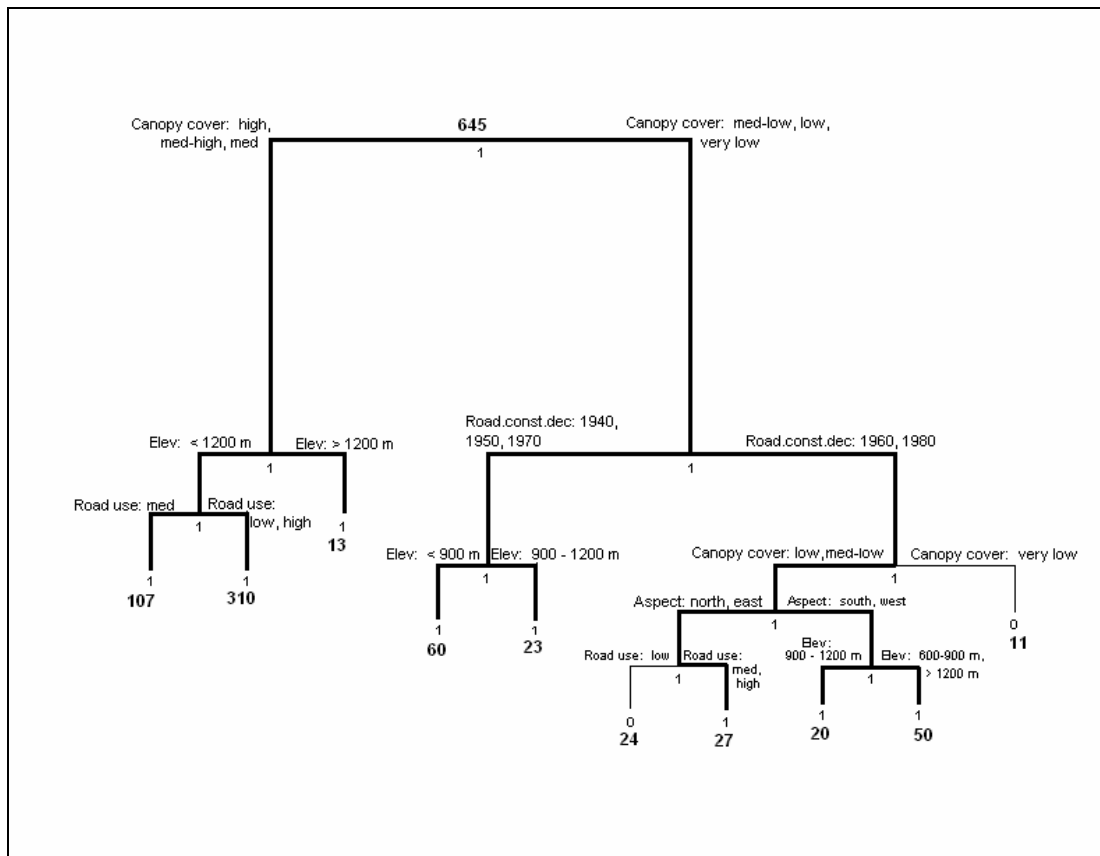 Canopy cover: high,
med-high, med
645
Canopy cover: med-low, low,
very low
1
Road.const.dec: 1940,
1950, 1970
Elev: < 1200 m
Elev: > 1200 m
Road.const.dec: 1960, 1980
1
1
Road use: med
Road use:
low, high
1
1
13
Elev: < 900 m
Elev: 900 - 1200 m
Canopy cover: low, med-low
Canopy cover: very low
1
1
1
1
107
310
Aspect: north, east
Aspect: south, west
1
1
1
0
60
23
11
Road use: low
Road use:
med,
high
Elev:
900 - 1200 m
Elev: 600-900 m,
> 1200 m
1
1
0
1
1
1
24
27
20
50